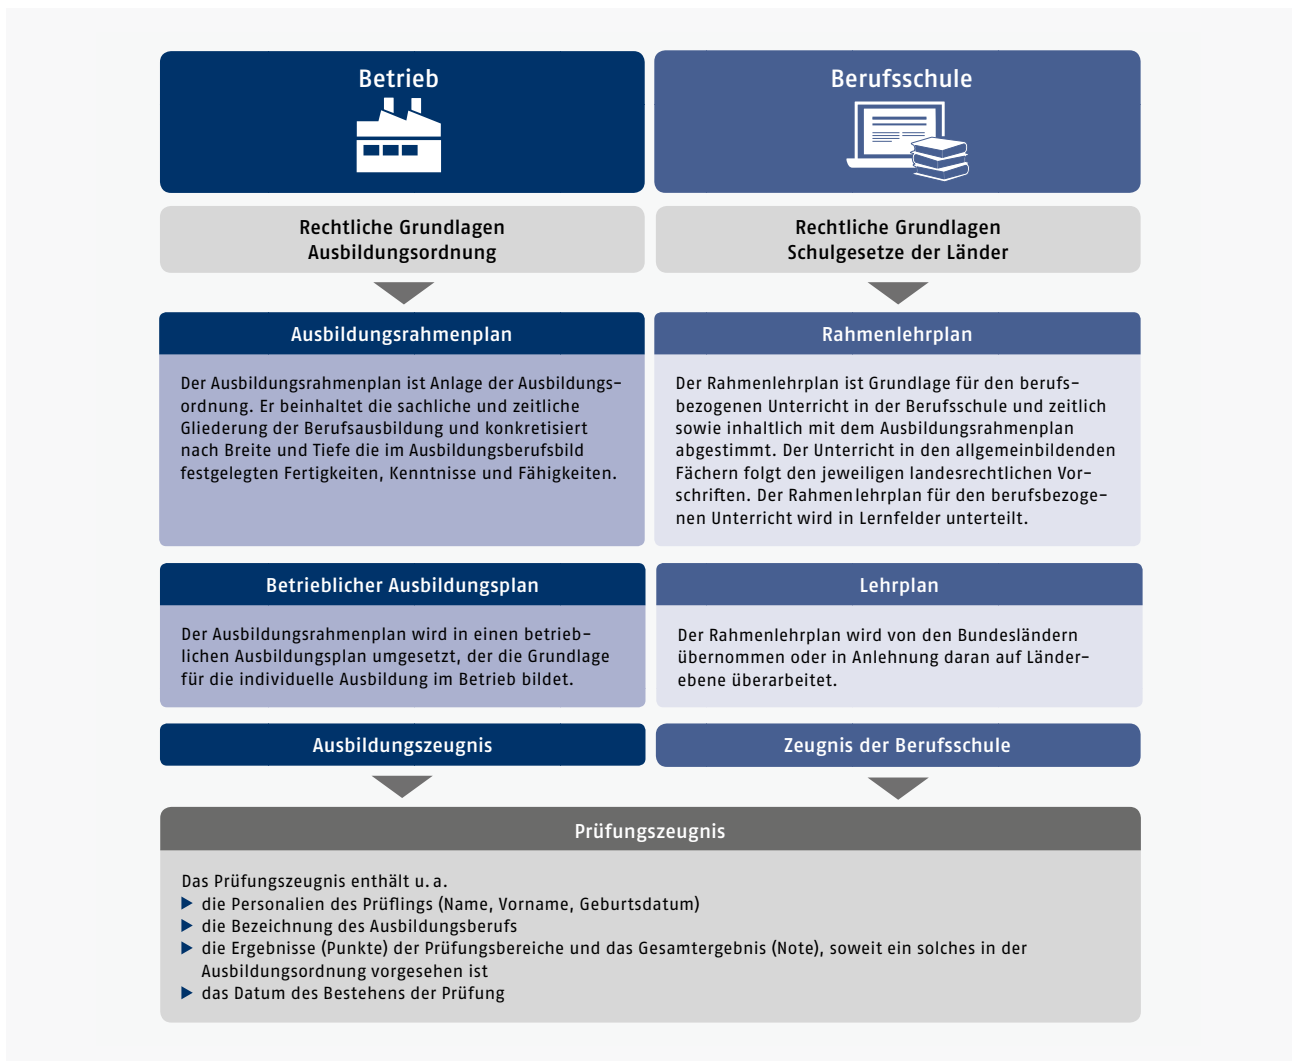 Betrieb
Berufsschule
Rechtliche Grundlagen
Ausbildungsordnung
Rechtliche Grundlagen
Schulgesetze der Länder
Ausbildungsrahmenplan
Der Ausbildungsrahmenplan ist Anlage der Ausbildungs-
ordnung. Er beinhaltet die sachliche und zeitliche
Gliederung der Berufsausbildung und konkretisiert
nach Breite und Tiefe die im Ausbildungsberufsbild
festgelegten Fertigkeiten, Kenntnisse und Fähigkeiten.
Rahmenlehrplan
Der Rahmenlehrplan ist Grundlage für den berufs-
bezogenen Unterricht in der Berufsschule und zeitlich
sowie inhaltlich mit dem Ausbildungsrahmenplan
abgestimmt. Der Unterricht in den allgemeinbildenden
Fächern folgt den jeweiligen landesrechtlichen Vor-
schriften. Der Rahmenlehrplan für den berufsbezoge-
nen Unterricht wird in Lernfelder unterteilt.
Betrieblicher Ausbildungsplan
Der Ausbildungsrahmenplan wird in einen betrieb-
lichen Ausbildungsplan umgesetzt, der die Grundlage
für die individuelle Ausbildung im Betrieb bildet.
Lehrplan
Der Rahmenlehrplan wird von den Bundesländern
übernommen oder in Anlehnung daran auf Länder-
ebene überarbeitet.
Ausbildungszeugnis
Zeugnis der Berufsschule
Prüfungszeugnis
Das Prüfungszeugnis enthält u. a.
▶ die Personalien des Prüflings (Name, Vorname, Geburtsdatum)
▶ die Bezeichnung des Ausbildungsberufs
▶ die Ergebnisse (Punkte) der Prüfungsbereiche und das Gesamtergebnis (Note), soweit ein solches in der
Ausbildungsordnung vorgesehen ist
▶ das Datum des Bestehens der Prüfung